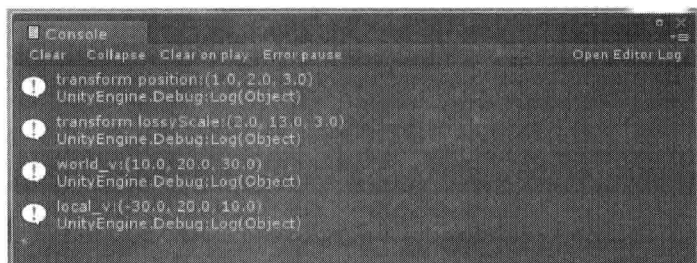 Console
Clear Collapse Clear on play Error pause Open Editor Log
transform position:(1.0, 2.0, 3.0)
UnityEngine.Debug:Log(Object)
transform lossyScale:(2.0, 13.0, 3.0)
UnityEngine.Debug:Log(Object)
world_v:(10.0, 20.0, 30.0)
UnityEngine.Debug:Log(Object)
local_v:(-30.0, 20.0, 10.0)
UnityEngine.Debug:Log(Object)